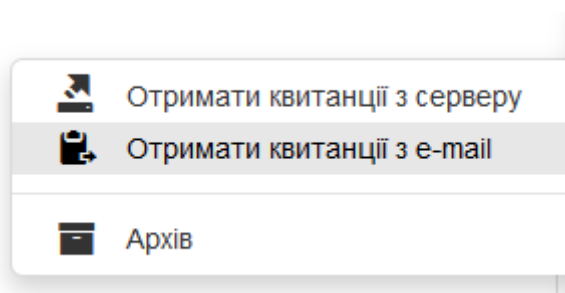 Отримати квитанції з серверу
Отримати квитанції з e-mail
Архів